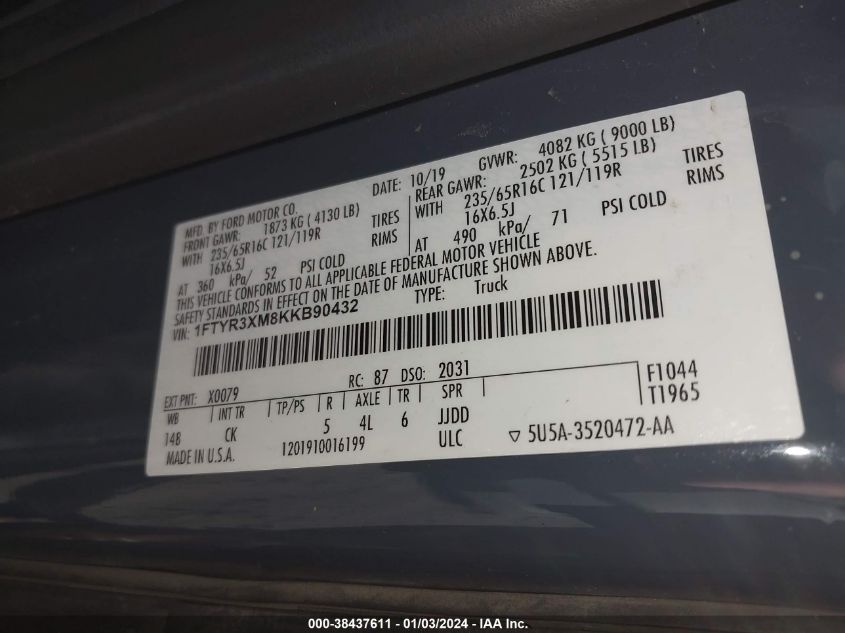 MFD. BY FORD MOTOR CO. DATE: 10/19 GVWR: 4082 KG ( 9000 LB)
FRONT GAWR: 1873 KG ( 4130 LB) REAR GAWR: 2502 KG ( 5515 LB)
WITH 235/65R16C 121/119R TIRES WITH 235/65R16C 121/119R TIRES
16X6.5J RIMS 16X6.5J RIMS
AT 360 kPa/ 52 PSI COLD AT 490 kPa/ 71 PSI COLD
THIS VEHICLE CONFORMS TO ALL APPLICABLE FEDERAL MOTOR VEHICLE
SAFETY STANDARDS IN EFFECT ON THE DATE OF MANUFACTURE SHOWN ABOVE.
VIN: 1FTYR3XM8KKB90432 TYPE: Truck
EXT PNT: X0079 RC: 87 DSO: 2031 F1044
WB INT TR TP/PS R AXLE TR SPR T1965
148 CK 5 4L 6 JJDD
MADE IN U.S.A. 1201910016199 ULC ▽ 5U5A-3520472-AA
000-38437611 - 01/03/2024 - IAA Inc.